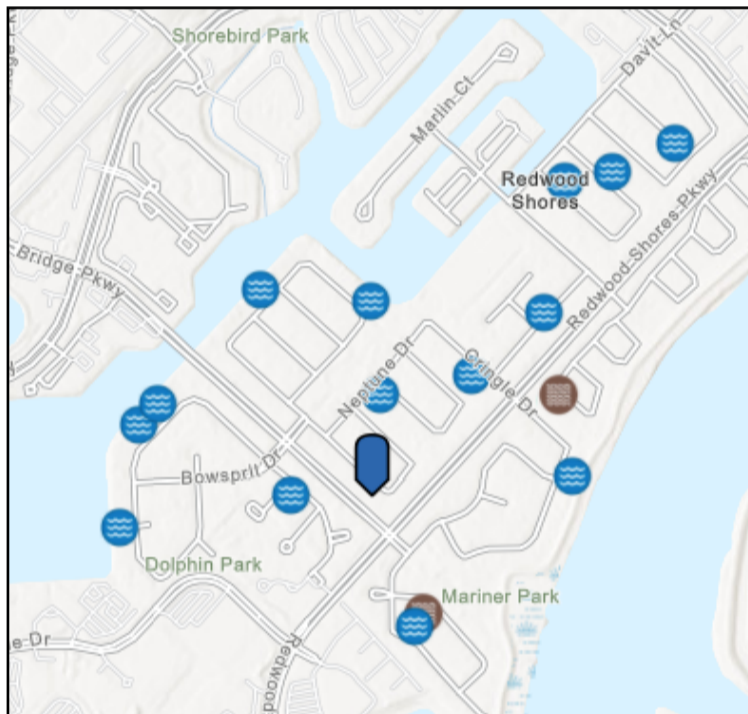 Shorebird Park
Davit Ln
Marlin Ct
Redwood
Shores
Redwood-Shores-Pkwy
Bridge-Pkwy
Neptune-Dr
Cringle Dr
Bowsprit Dr
Dolphin Park
Mariner Park
e-Dr
Redwood